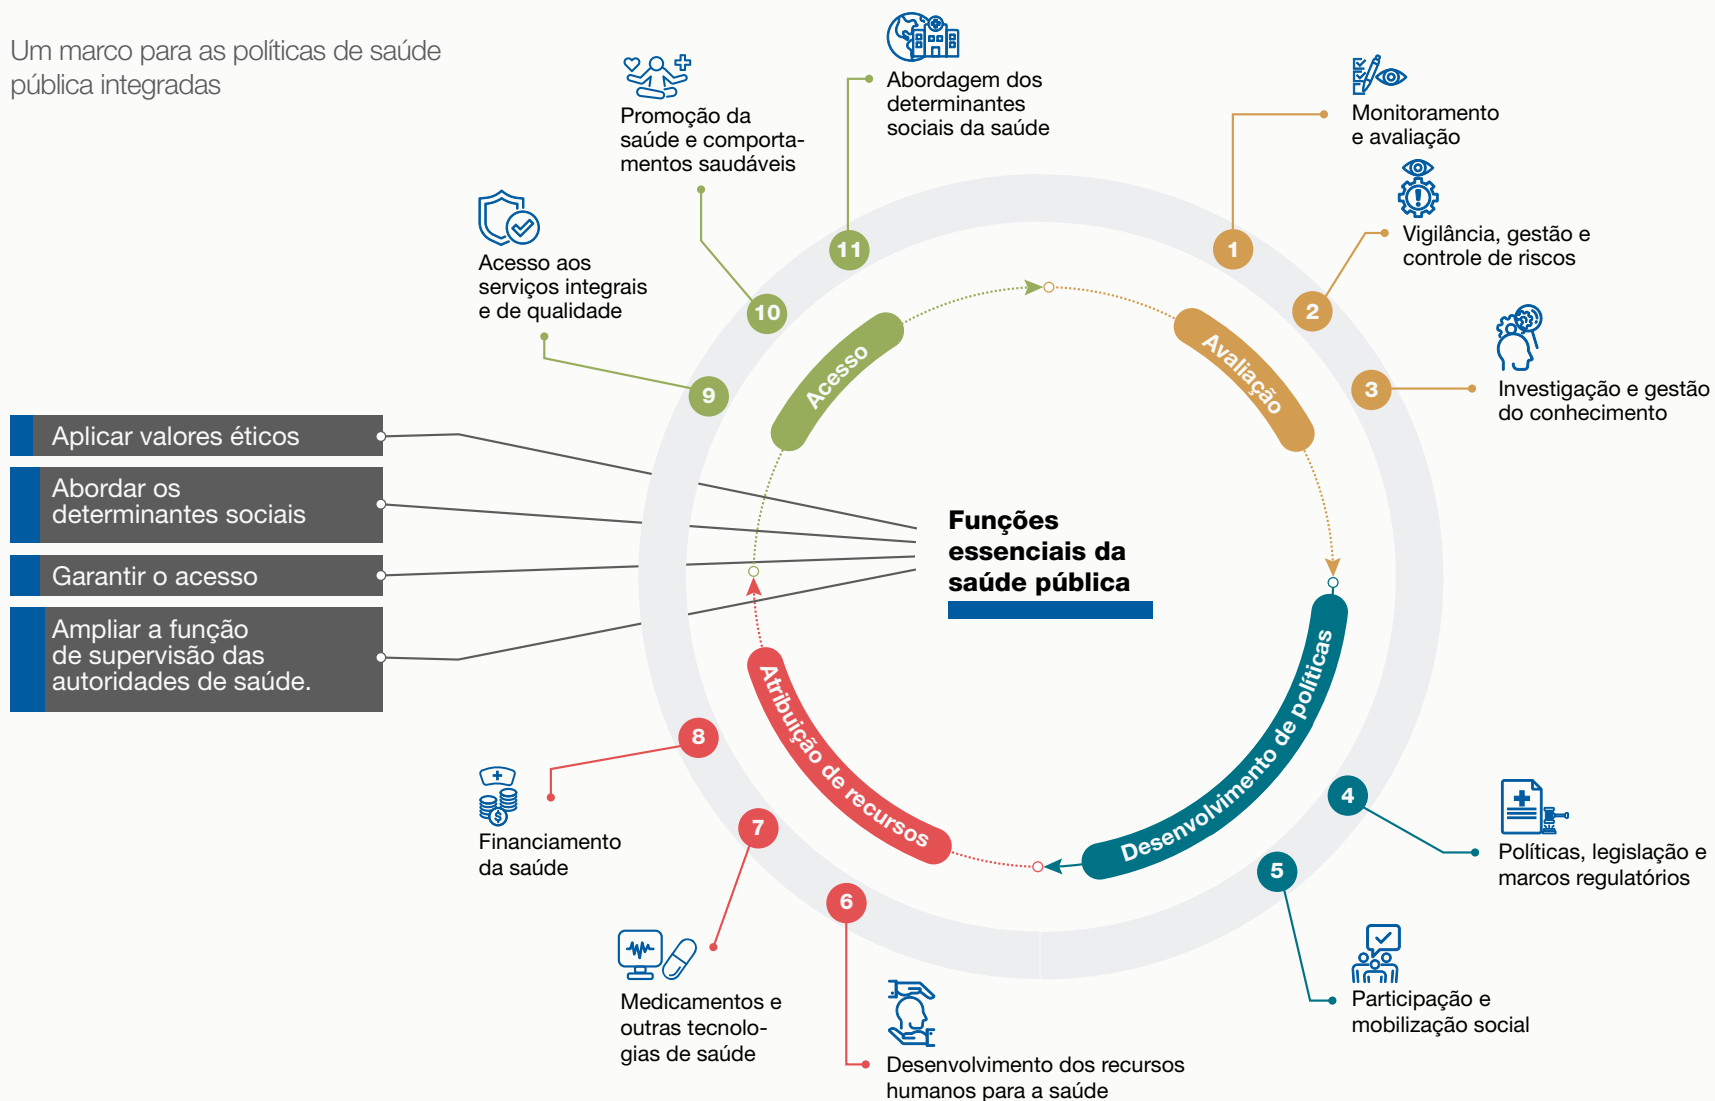 Um marco para as políticas de saúde
pública integradas
Abordagem dos
determinantes
sociais da saúde
Promoção da
saúde e comporta-
mentos saudáveis
Acesso aos
serviços integrais
e de qualidade
Monitoramento
e avaliação
Vigilância, gestão e
controle de riscos
Investigação e gestão
do conhecimento
11
10
9
1
2
3
Acesso
Avaliação
Aplicar valores éticos
Abordar os
determinantes sociais
Garantir o acesso
Ampliar a função
de supervisão das
autoridades de saúde.
Funções
essenciais da
saúde pública
Atribuição de recursos
Desenvolvimento de políticas
8
7
6
5
4
$
Financiamento
da saúde
Medicamentos e
outras tecnolo-
gias de saúde
Desenvolvimento dos recursos
humanos para a saúde
Participação e
mobilização social
Políticas, legislação e
marcos regulatórios